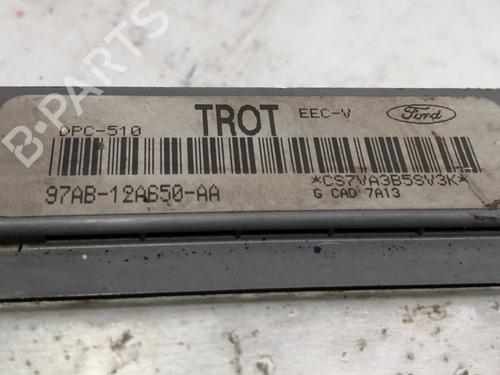 B-PARTS
DPC-510 TROT EEC-V Ford
97AB-12A650-AA *CS7VA3B5SV3K*
G CAD 7A13